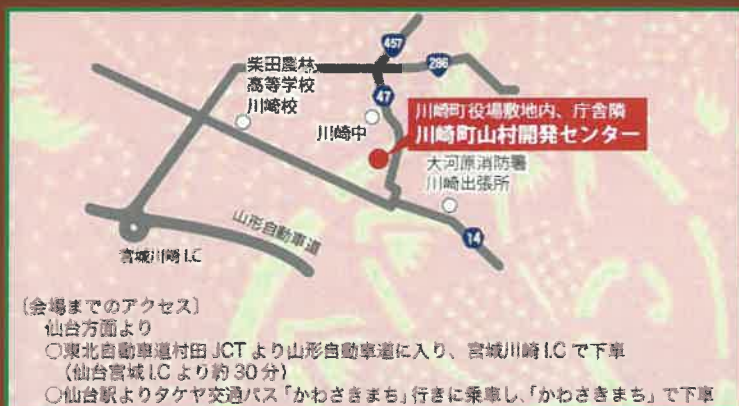 457
柴田農林
高等学校
川崎校
286
47
川崎中
川崎町役場敷地内、庁舎隣
川崎町山村開発センター
大河原消防署
川崎出張所
山形自動車道
14
宮城川崎I.C
〔会場までのアクセス〕
仙台方面より
○東北自動車道村田JCTより山形自動車道に入り、宮城川崎I.Cで下車
(仙台宮城I.Cより約30分)
○仙台駅よりタケヤ交通バス「かわさきまち」行きに乗車し、「かわさきまち」で下車